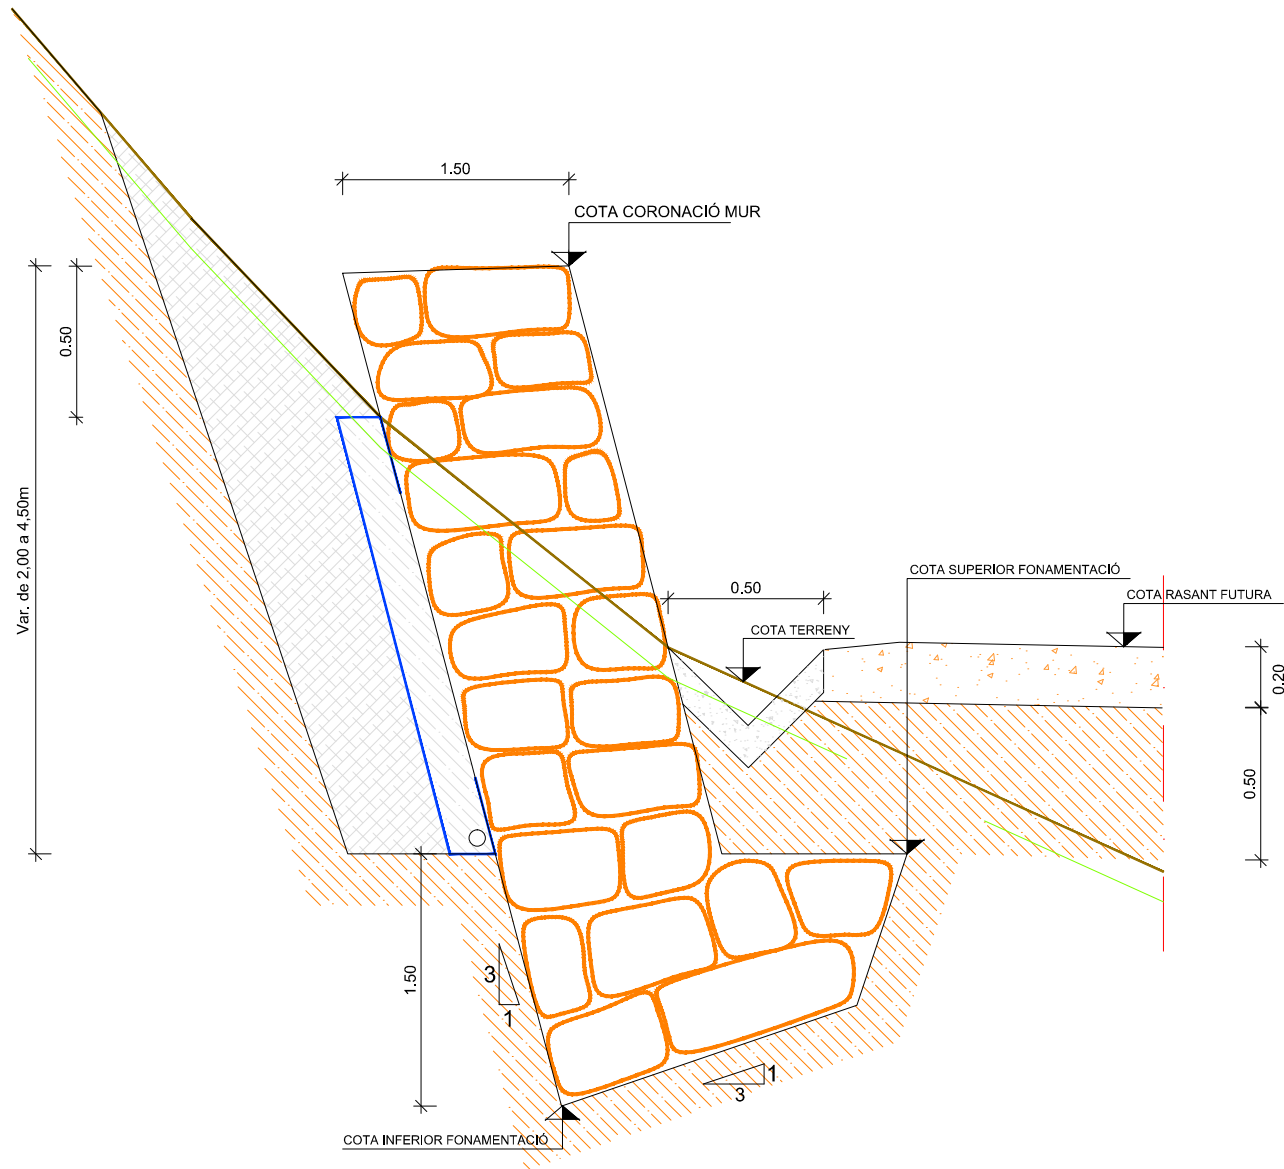 1.50
COTA CORONACIÓ MUR
0.50
Var. de 2,00 a 4,50m
COTA SUPERIOR FONAMENTACIÓ
0.50
COTA RASANT FUTURA
COTA TERRENY
0.20
0.50
3
1
1.50
1
3
COTA INFERIOR FONAMENTACIÓ